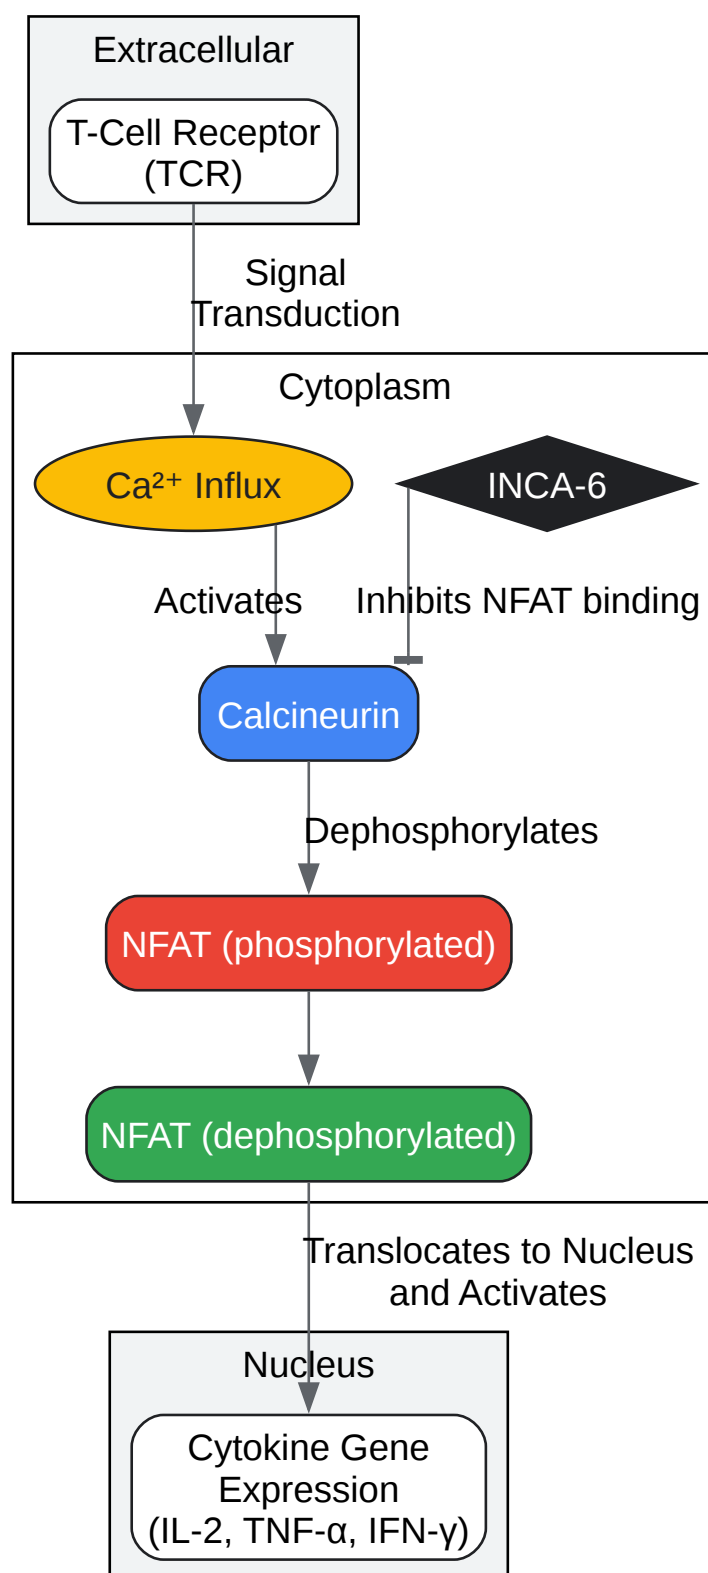 Extracellular
T-Cell Receptor
(TCR)
Signal
Transduction
Cytoplasm
Ca²⁺ Influx
INCA-6
Activates
Inhibits NFAT binding
Calcineurin
Dephosphorylates
NFAT (phosphorylated)
NFAT (dephosphorylated)
Translocates to Nucleus
and Activates
Nucleus
Cytokine Gene
Expression
(IL-2, TNF-α, IFN-γ)